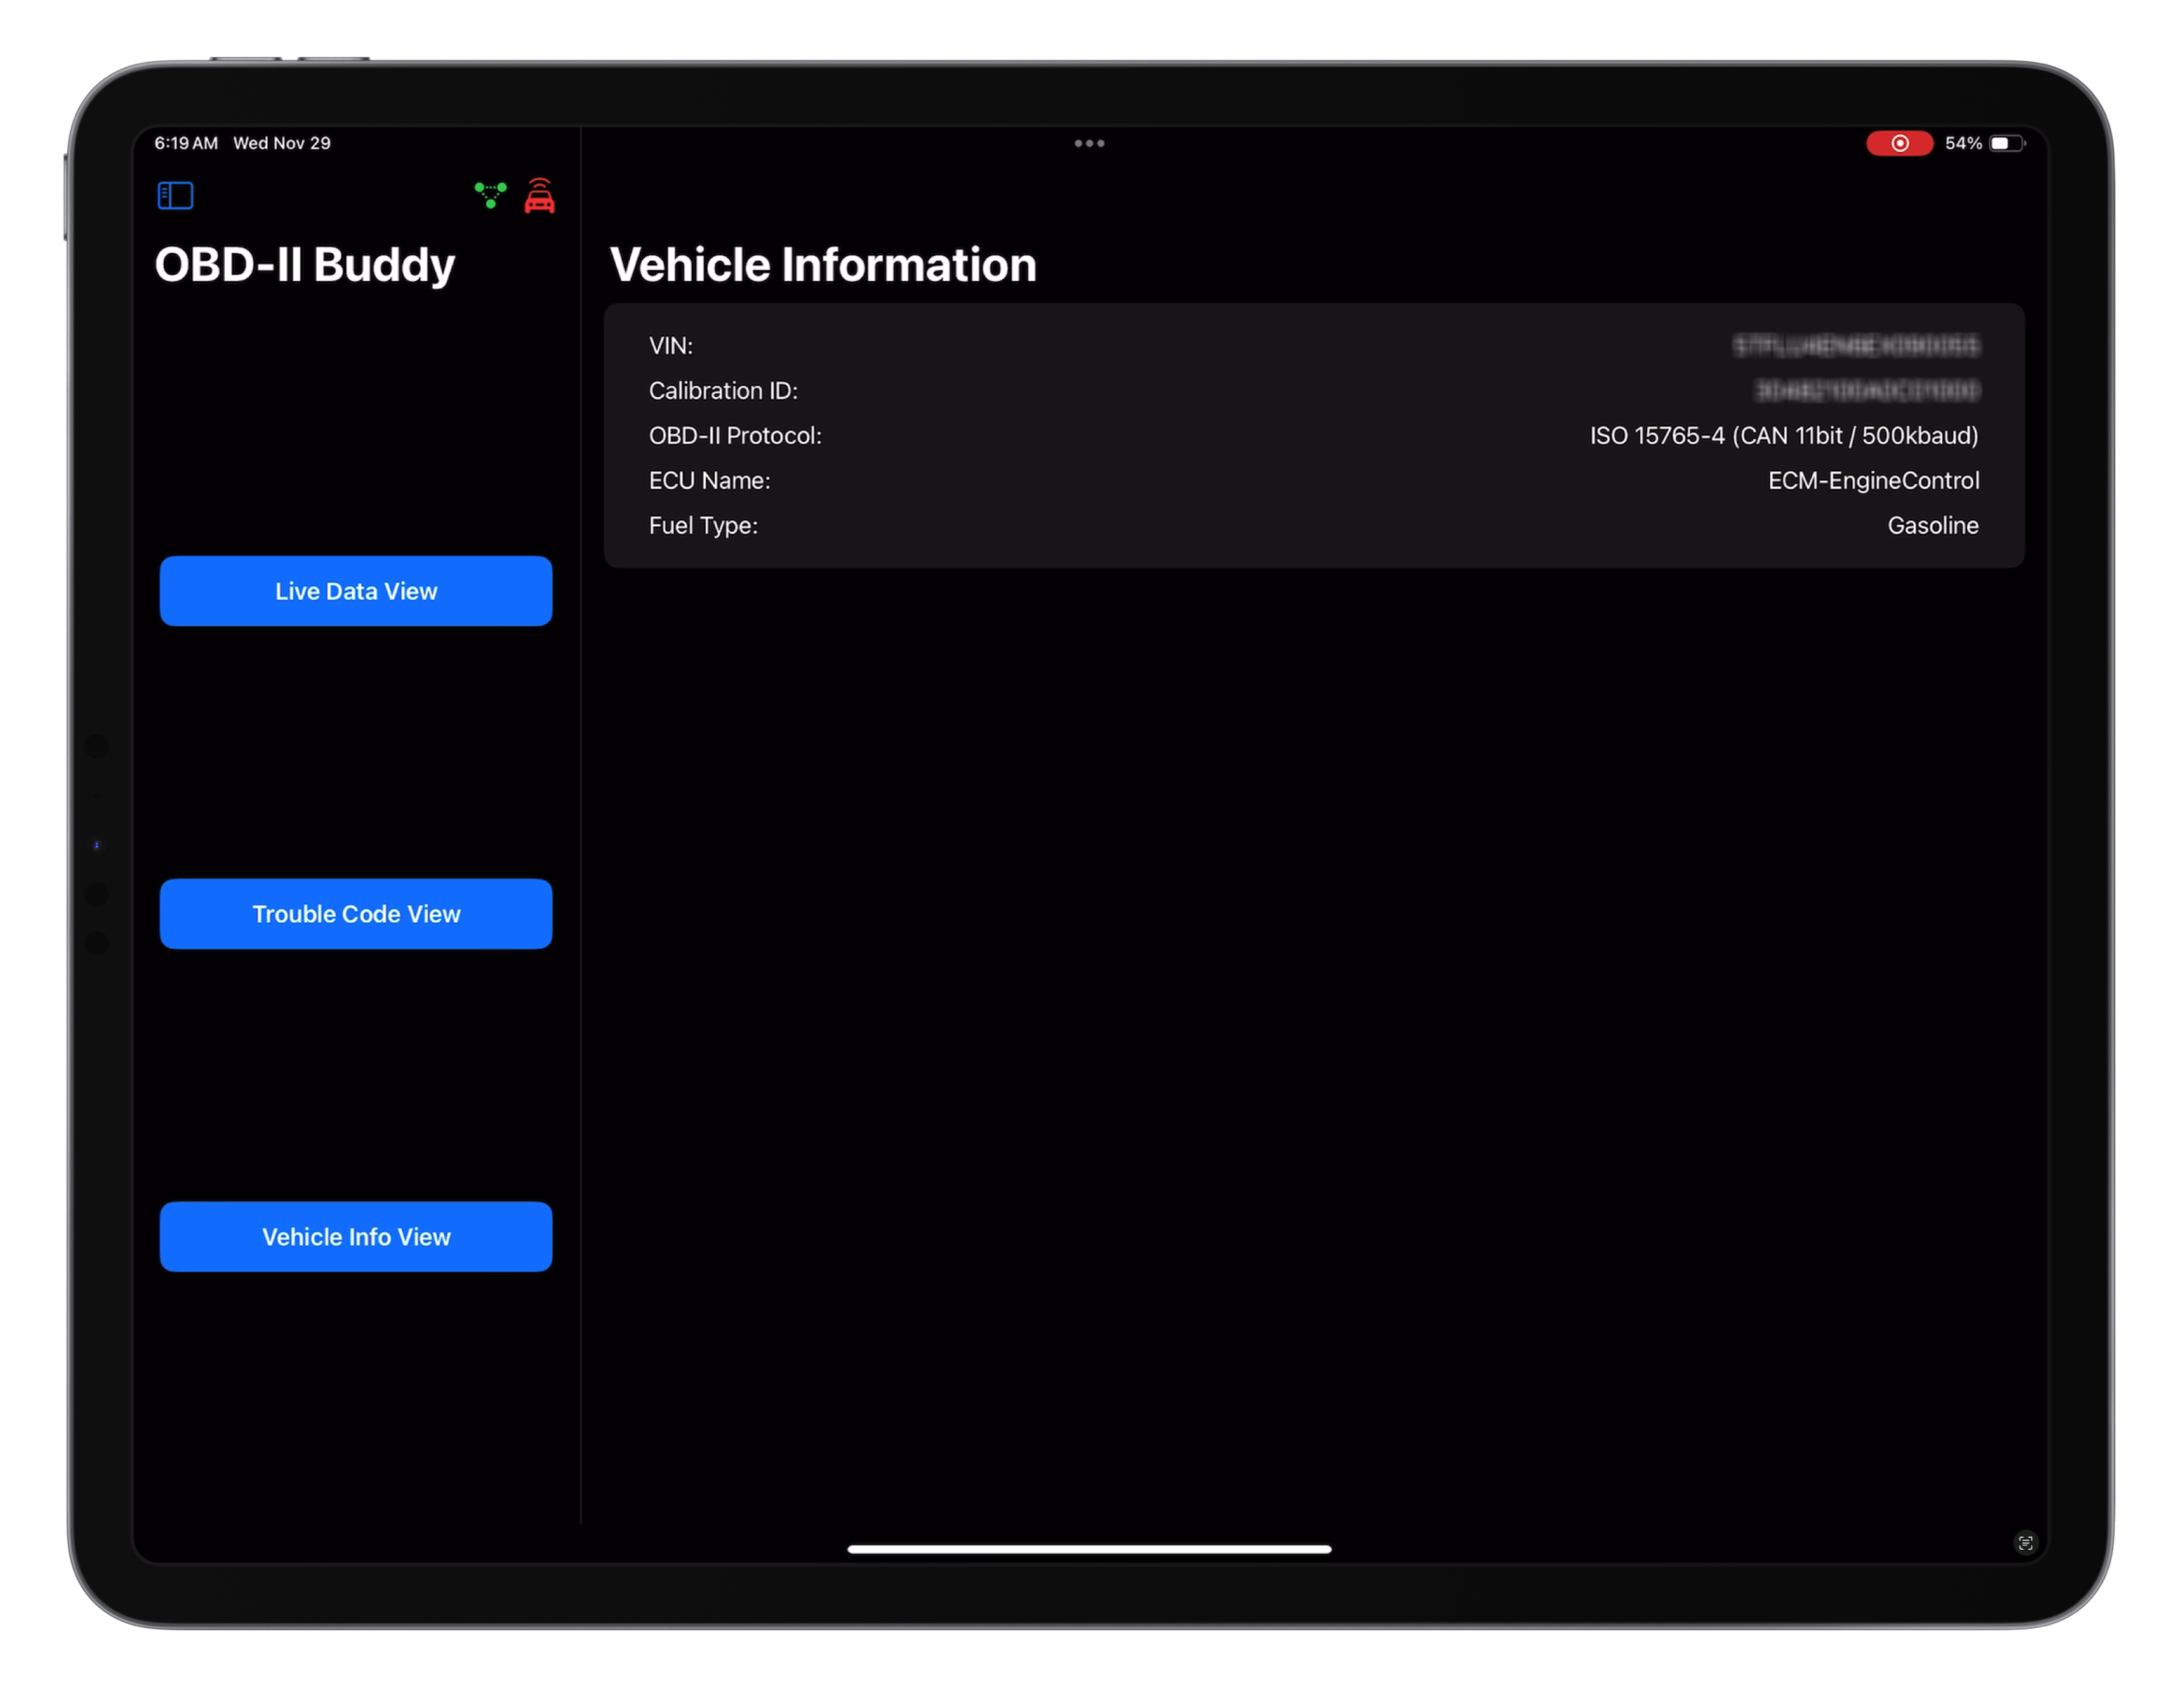 6:19 AM Wed Nov 29
54%
OBD-II Buddy
Vehicle Information
VIN:
Calibration ID:
OBD-II Protocol: ISO 15765-4 (CAN 11bit / 500kbaud)
ECU Name: ECM-EngineControl
Fuel Type: Gasoline
Live Data View
Trouble Code View
Vehicle Info View